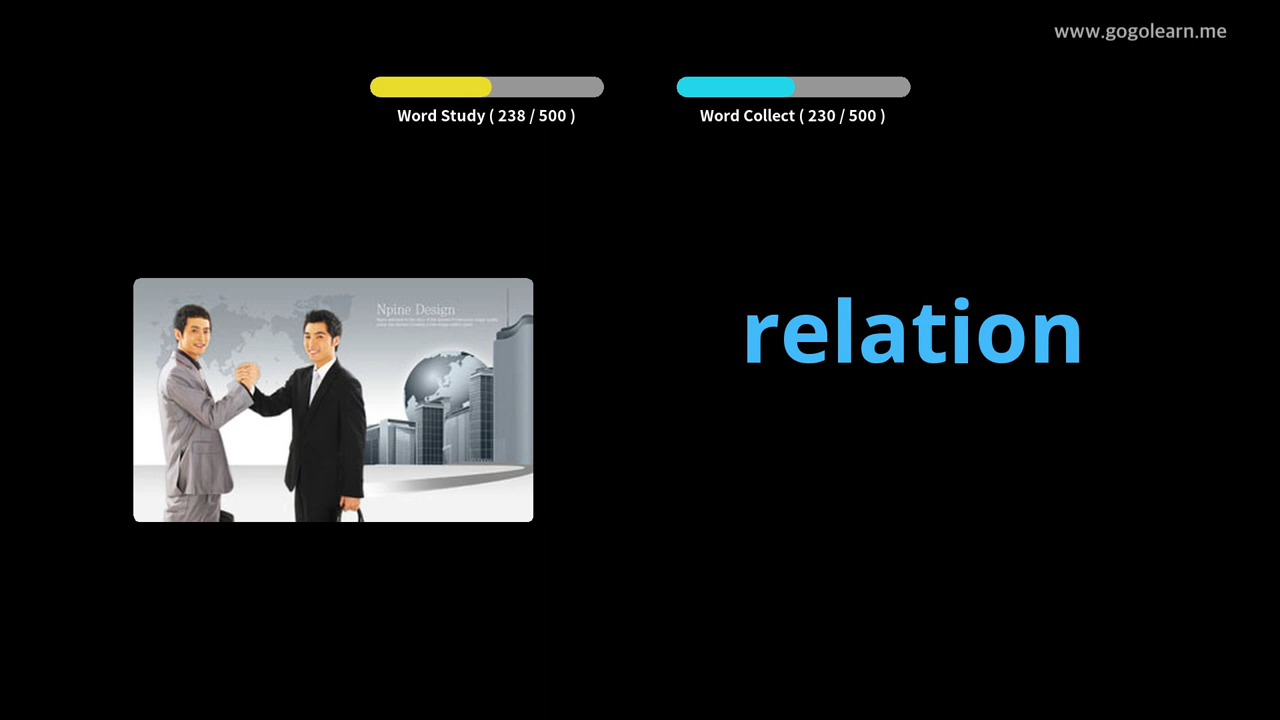 www.gogolearn.me
Word Study ( 238 / 500 )
Word Collect ( 230 / 500 )
Npine Design
relation